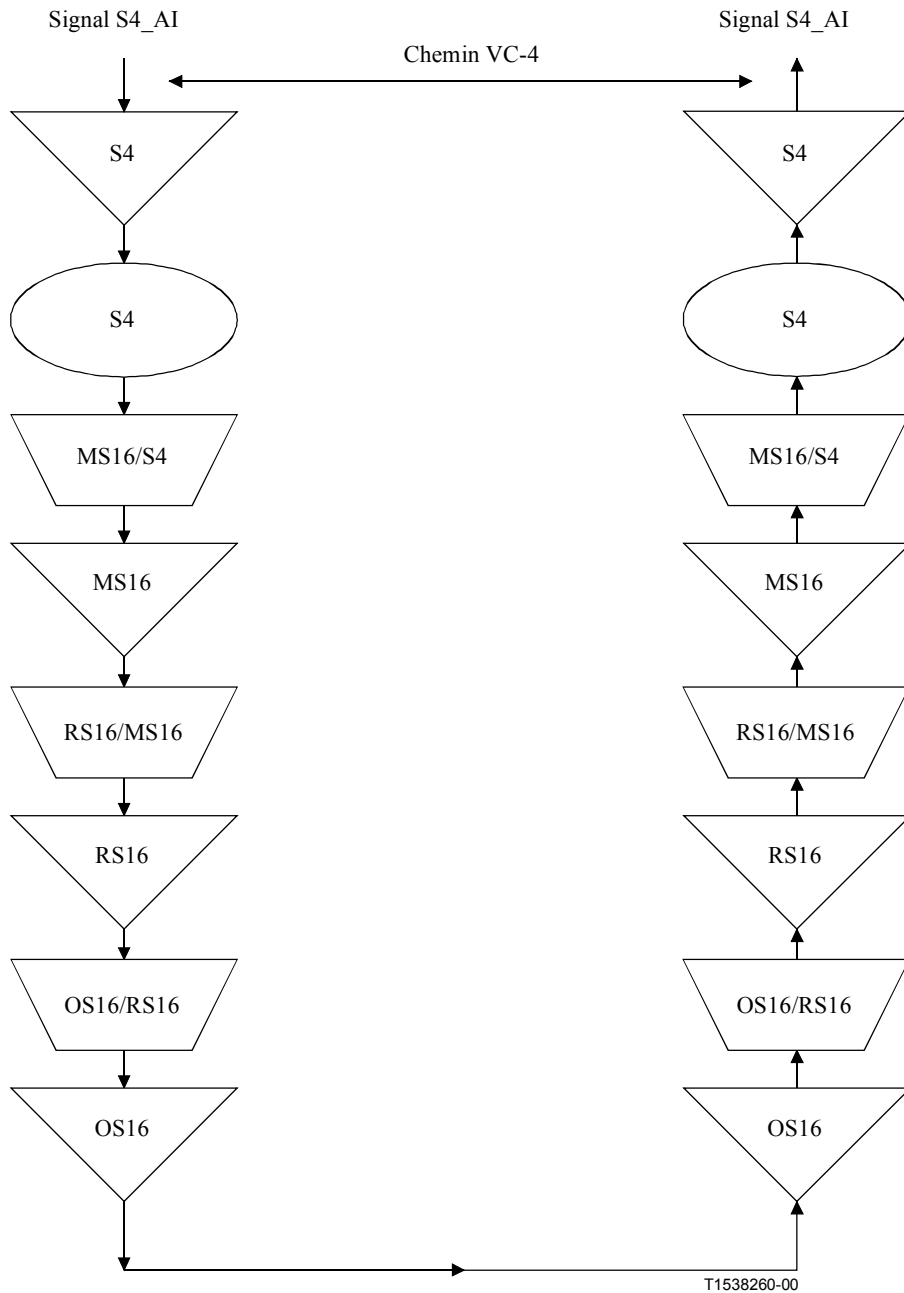 Signal S4_AI
Signal S4_AI
Chemin VC-4
S4
S4
S4
S4
MS16/S4
MS16/S4
MS16
MS16
RS16/MS16
RS16/MS16
RS16
RS16
OS16/RS16
OS16/RS16
OS16
OS16
T1538260-00